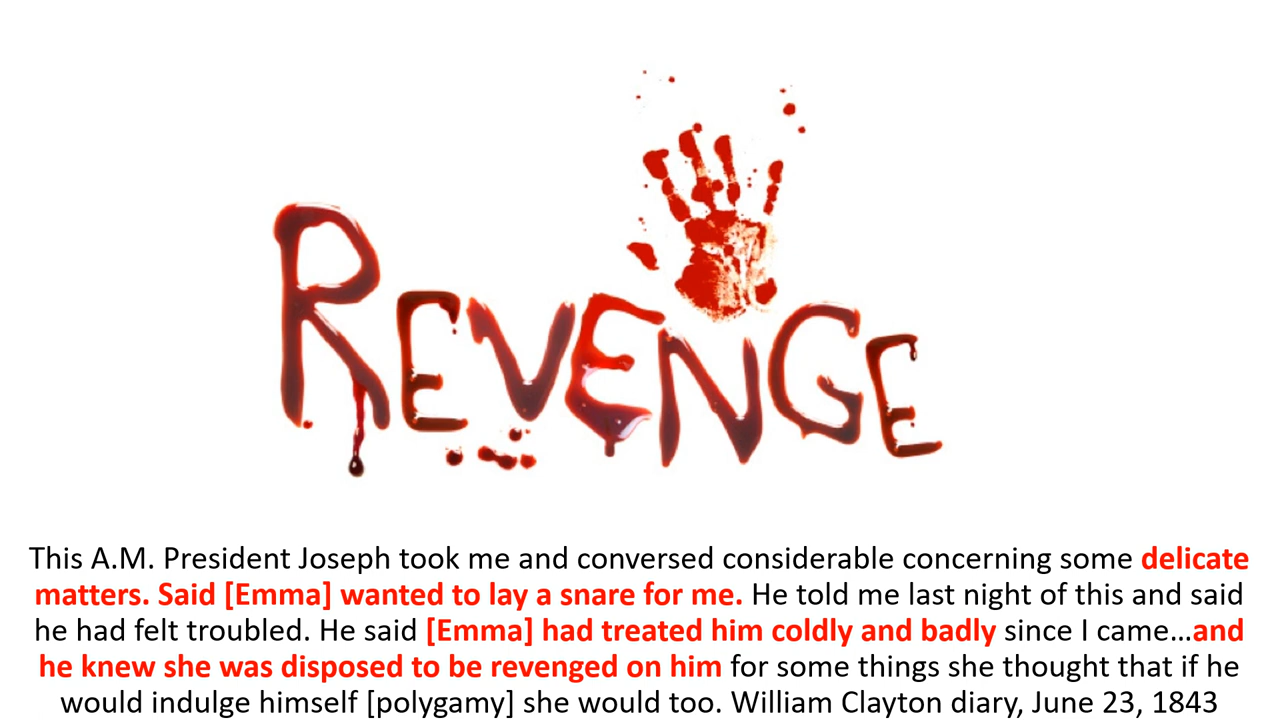 REVENGE
This A.M. President Joseph took me and conversed considerable concerning some delicate
matters. Said [Emma] wanted to lay a snare for me. He told me last night of this and said
he had felt troubled. He said [Emma] had treated him coldly and badly since I came…and
he knew she was disposed to be revenged on him for some things she thought that if he
would indulge himself [polygamy] she would too. William Clayton diary, June 23, 1843